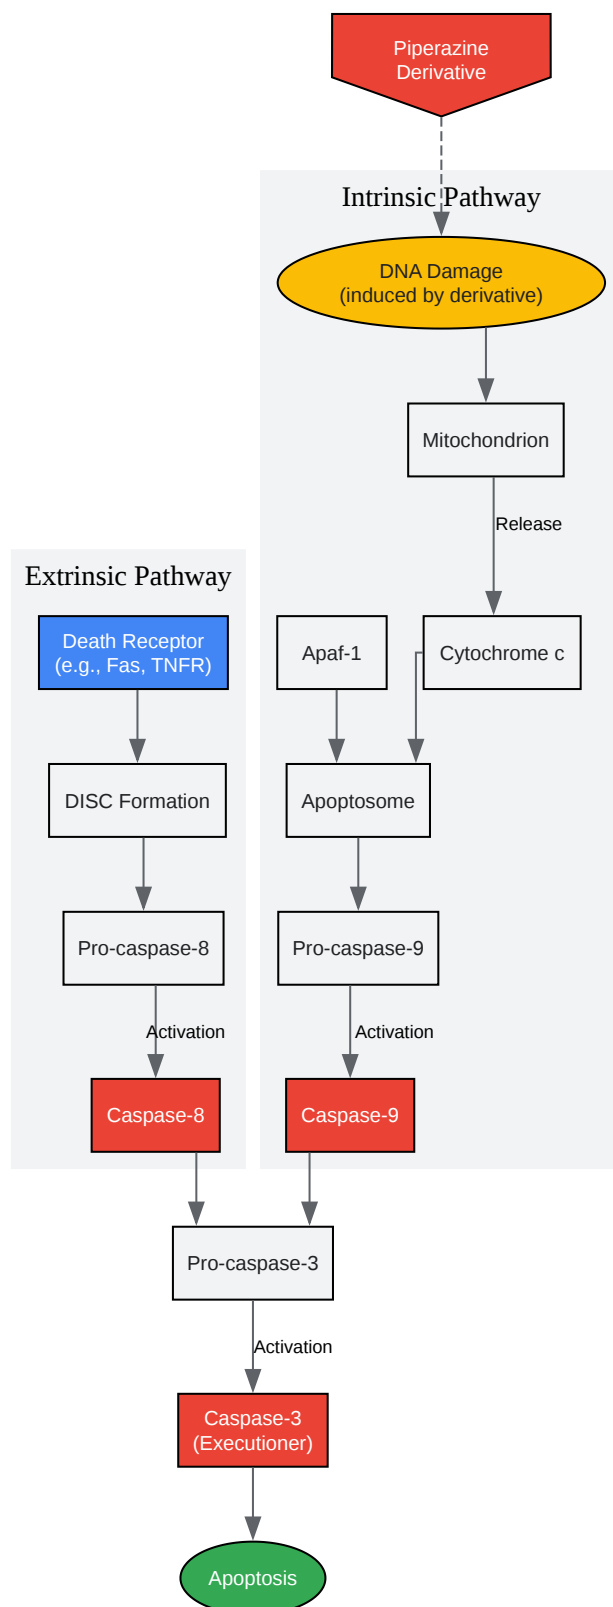 Piperazine
Derivative
Intrinsic Pathway
DNA Damage
(induced by derivative)
Mitochondrion
Release
Extrinsic Pathway
Death Receptor
(e.g., Fas, TNFR)
Apaf-1
Cytochrome c
DISC Formation
Apoptosome
Pro-caspase-8
Pro-caspase-9
Activation
Activation
Caspase-8
Caspase-9
Pro-caspase-3
Activation
Caspase-3
(Executioner)
Apoptosis